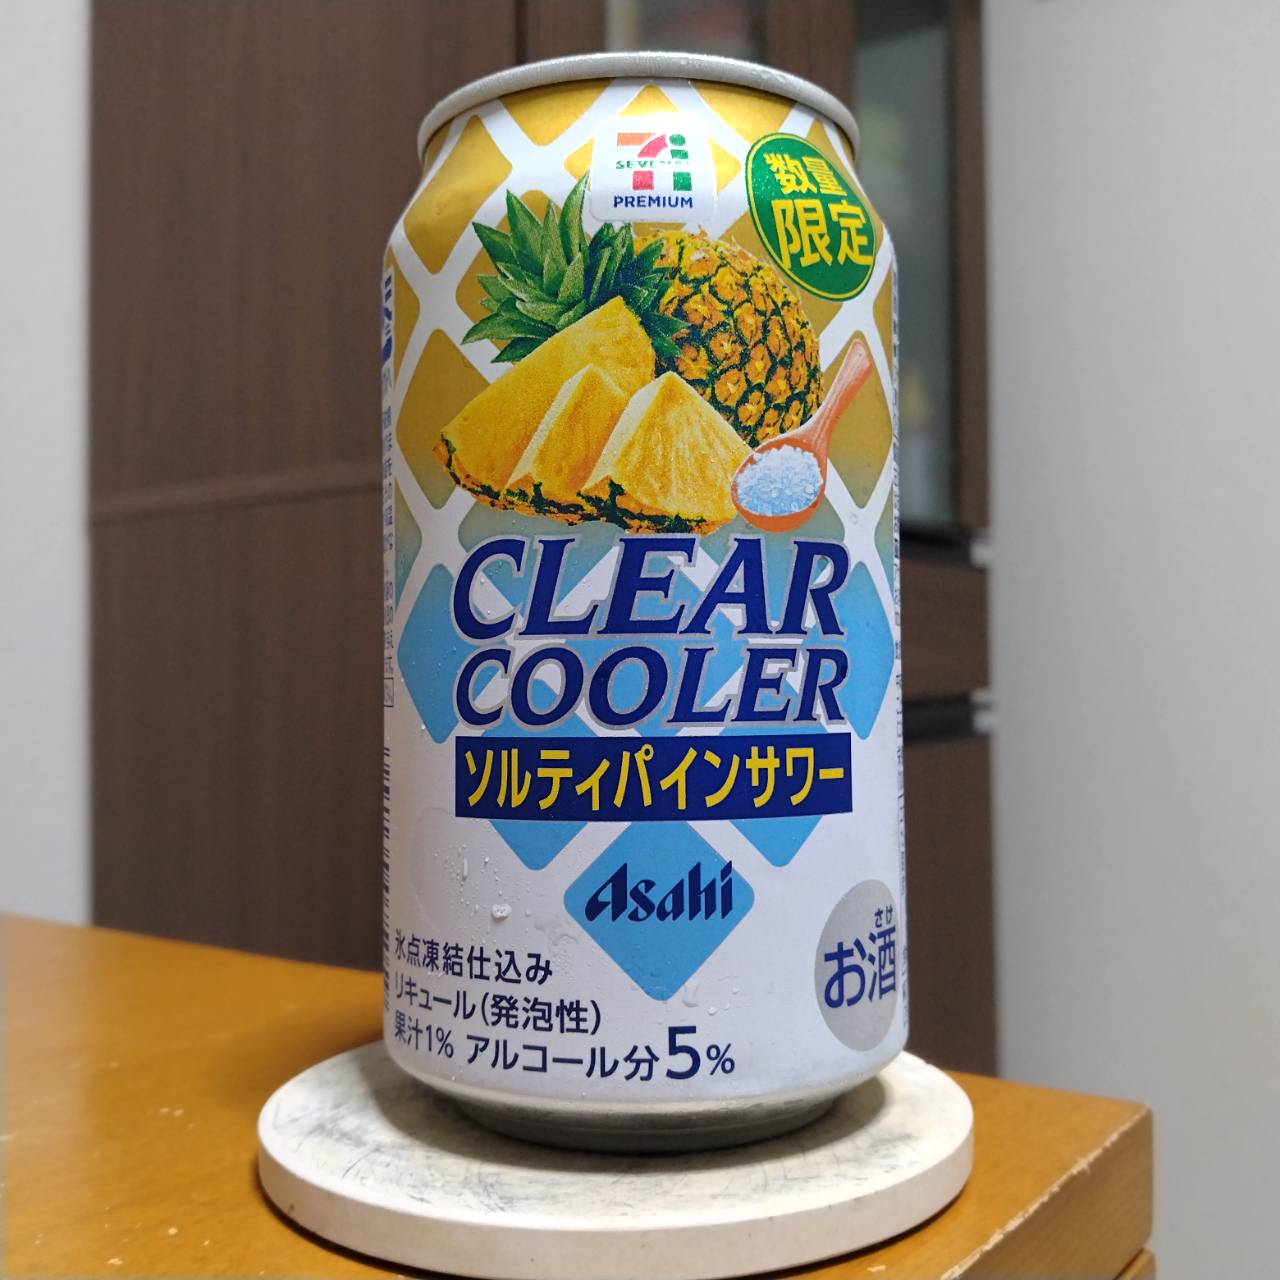 SEVEN&i
PREMIUM
数量
限定
CLEAR
COOLER
ソルティパインサワー
Asahi
さけ
お酒
氷点凍結仕込み
リキュール(発泡性)
果汁1% アルコール分5%